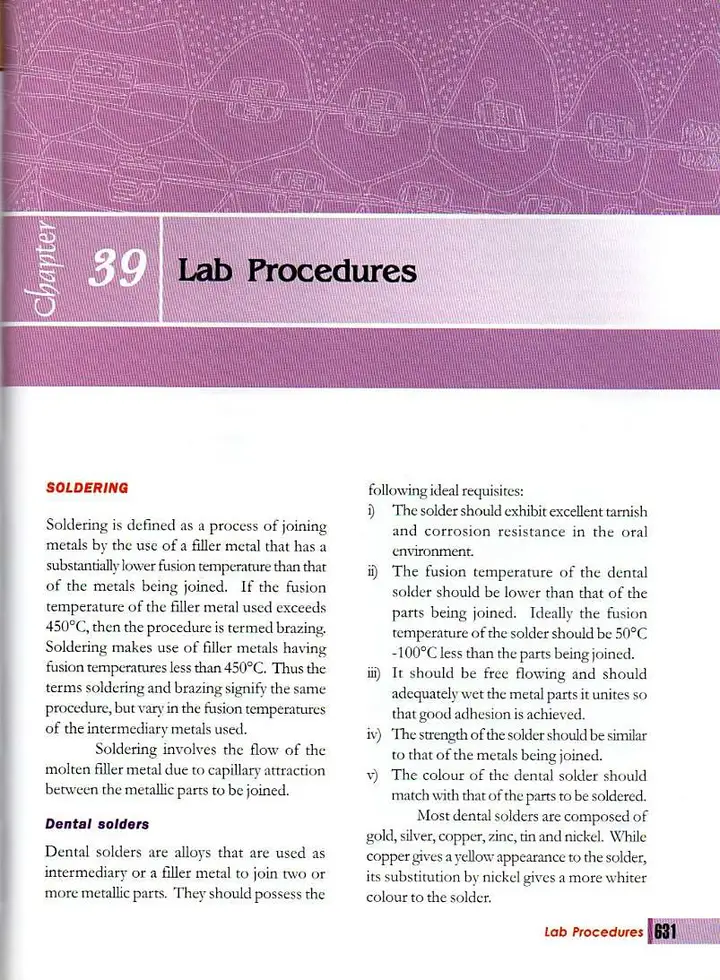 Chapter
39
Lab Procedures
SOLDERING
Soldering is defined as a process of joining
metals by the use of a filler metal that has a
substantially lower fusion temperature than that
of the metals being joined. If the fusion
temperature of the filler metal used exceeds
450°C, then the procedure is termed brazing.
Soldering makes use of filler metals having
fusion temperatures less than 450°C. Thus the
terms soldering and brazing signify the same
procedure, but vary in the fusion temperatures
of the intermediary metals used.
Soldering involves the flow of the
molten filler metal due to capillary attraction
between the metallic parts to be joined.
Dental solders
Dental solders are alloys that are used as
intermediary or a filler metal to join two or
more metallic parts. They should possess the
following ideal requisites:
i) The solder should exhibit excellent tarnish
and corrosion resistance in the oral
environment.
ii) The fusion temperature of the dental
solder should be lower than that of the
parts being joined. Ideally the fusion
temperature of the solder should be 50°C
-100°C less than the parts being joined.
iii) It should be free flowing and should
adequately wet the metal parts it unites so
that good adhesion is achieved.
iv) The strength of the solder should be similar
to that of the metals being joined.
v) The colour of the dental solder should
match with that of the parts to be soldered.
Most dental solders are composed of
gold, silver, copper, zinc, tin and nickel. While
copper gives a yellow appearance to the solder,
its substitution by nickel gives a more whiter
colour to the solder.
Lab Procedures 631